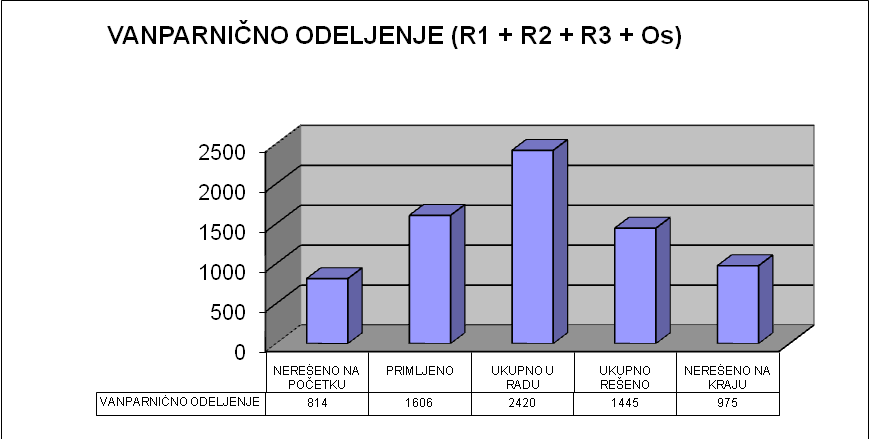 VANPARNIČNO ODELJENJE (R1 + R2 + R3 + Os)
2500
2000
1500
1000
500
0
NEREŠENO NA POČETKU
PRIMLJENO
UKUPNO U RADU
UKUPNO REŠENO
NEREŠENO NA KRAJU
VANPARNIČNO ODELJENJE 814 1606 2420 1445 975